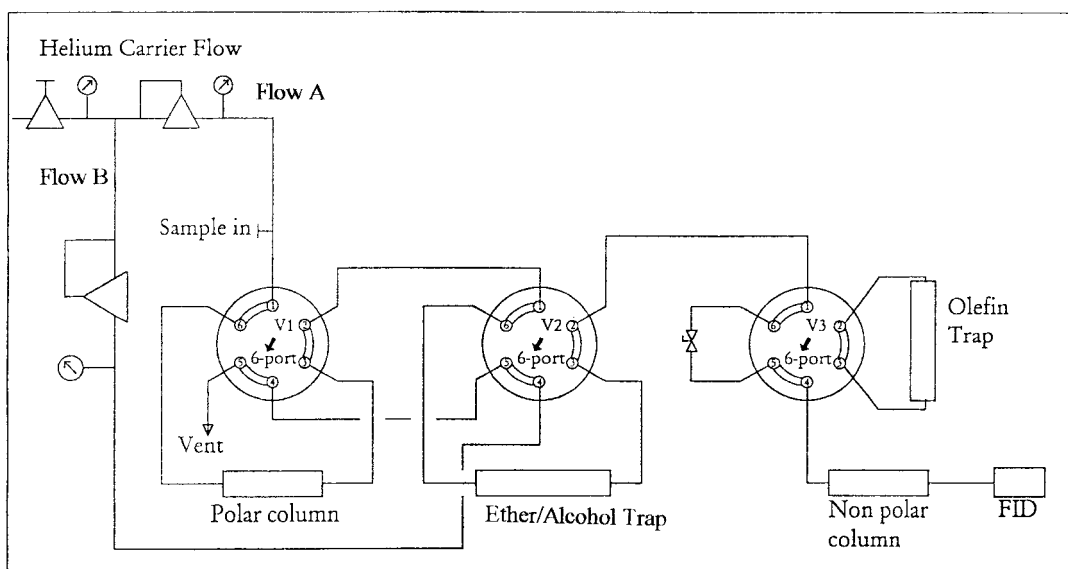 Helium Carrier Flow
Flow A
Flow B
Sample in
1
6
V1
2
6-port
5
3
4
Vent
Polar column
1
6
V2
2
6-port
5
3
4
Ether/Alcohol Trap
1
6
V3
2
6-port
5
3
4
Olefin
Trap
Non polar
column
FID